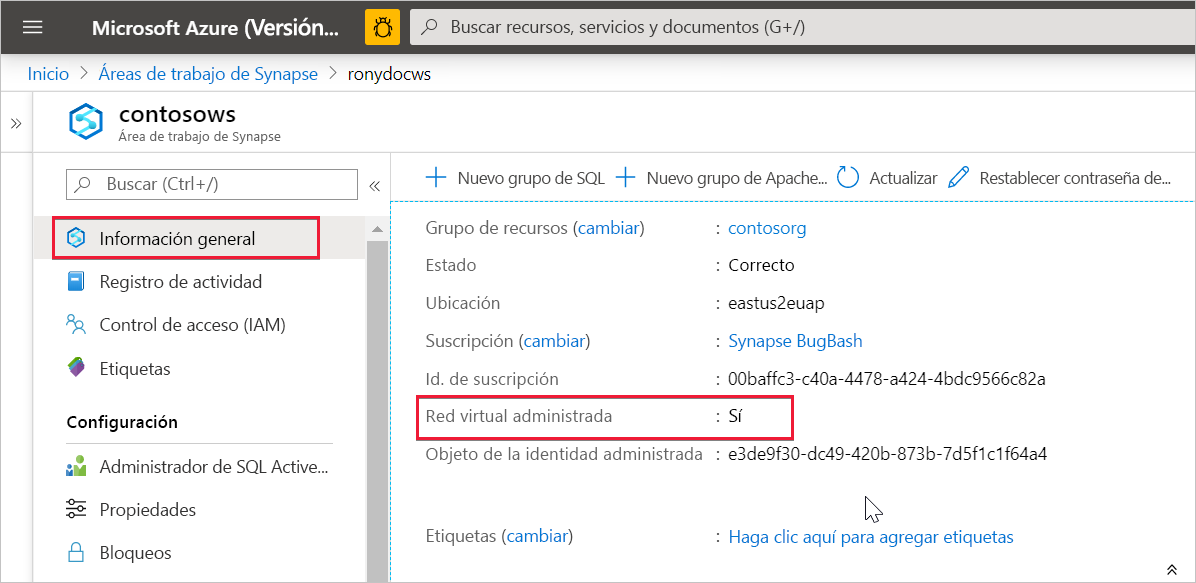 Microsoft Azure (Versión...
Buscar recursos, servicios y documentos (G+/)
Inicio > Áreas de trabajo de Synapse > ronydocws
contosows
Área de trabajo de Synapse
Buscar (Ctrl+/)
Información general
Registro de actividad
Control de acceso (IAM)
Etiquetas
Configuración
Administrador de SQL Active...
Propiedades
Bloqueos
Nuevo grupo de SQL Nuevo grupo de Apache... Actualizar Restablecer contraseña de...
Grupo de recursos (cambiar) : contosorg
Estado : Correcto
Ubicación : eastus2euap
Suscripción (cambiar) : Synapse BugBash
Id. de suscripción : 00baffc3-c40a-4478-a424-4bdc9566c82a
Red virtual administrada : Sí
Objeto de la identidad administrada : e3de9f30-dc49-420b-873b-7d5f1c1f64a4
Etiquetas (cambiar) : Haga clic aquí para agregar etiquetas